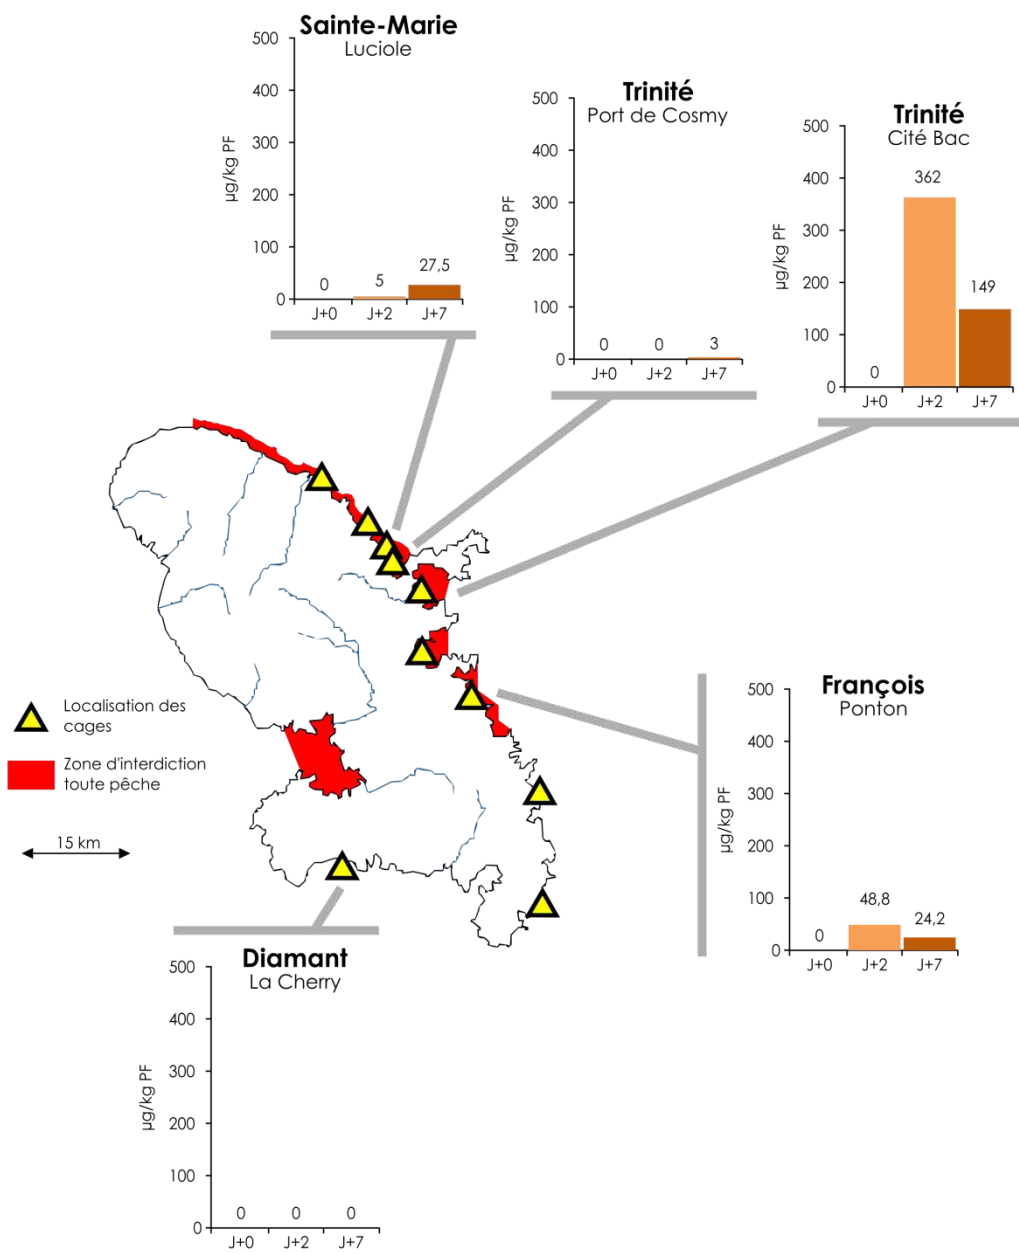 Sainte-Marie
Luciole
500
400
300
200
100
0
µg/kg PF
0
5
27,5
J+0
J+2
J+7
Trinité
Port de Cosmy
500
400
300
200
100
0
µg/kg PF
0
0
3
J+0
J+2
J+7
Trinité
Cité Bac
500
400
300
200
100
0
µg/kg PF
0
362
149
J+0
J+2
J+7
Localisation des
cages
Zone d'interdiction
toute pêche
15 km
François
Ponton
500
400
300
200
100
0
µg/kg PF
0
48,8
24,2
J+0
J+2
J+7
Diamant
La Cherry
500
400
300
200
100
0
µg/kg PF
0
0
0
J+0
J+2
J+7